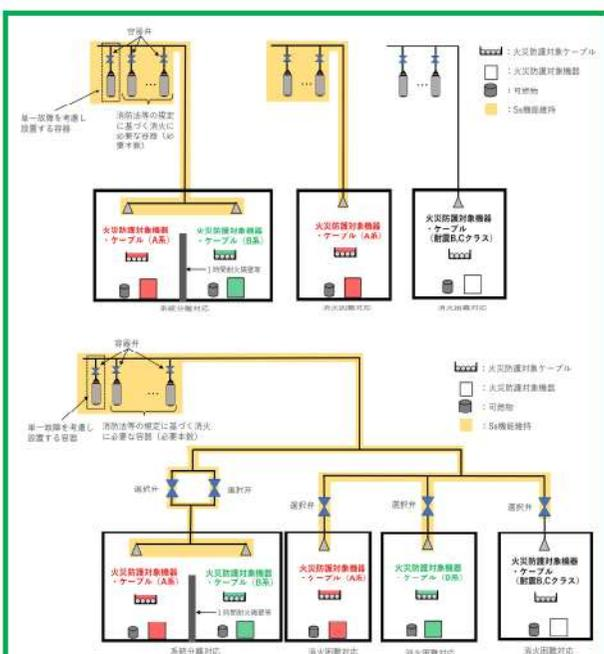 容器弁
単一故障を考慮し
設置する容器
消防法等の規定
に基づく消火に
必要な容器(必
要本数)
…
…
…
:火災防護対象ケーブル
:火災防護対象機器
:可燃物
:Ss機能維持
火災防護対象機器
・ケーブル(A系)
火災防護対象機器
・ケーブル(B系)
1時間耐火隔壁等
系統分離対応
火災防護対象機器
・ケーブル(A系)
消火困難対応
火災防護対象機器
・ケーブル
(耐震B,Cクラス)
消火困難対応
容器弁
単一故障を考慮し
設置する容器
消防法等の規定に基づく消火
に必要な容器(必要本数)
…
:火災防護対象ケーブル
:火災防護対象機器
:可燃物
:Ss機能維持
選択弁
選択弁
選択弁
選択弁
選択弁
火災防護対象機器
・ケーブル(A系)
火災防護対象機器
・ケーブル(B系)
1時間耐火隔壁等
系統分離対応
火災防護対象機器
・ケーブル(A系)
消火困難対応
火災防護対象機器
・ケーブル(B系)
消火困難対応
火災防護対象機器
・ケーブル
(耐震B,Cクラス)
消火困難対応